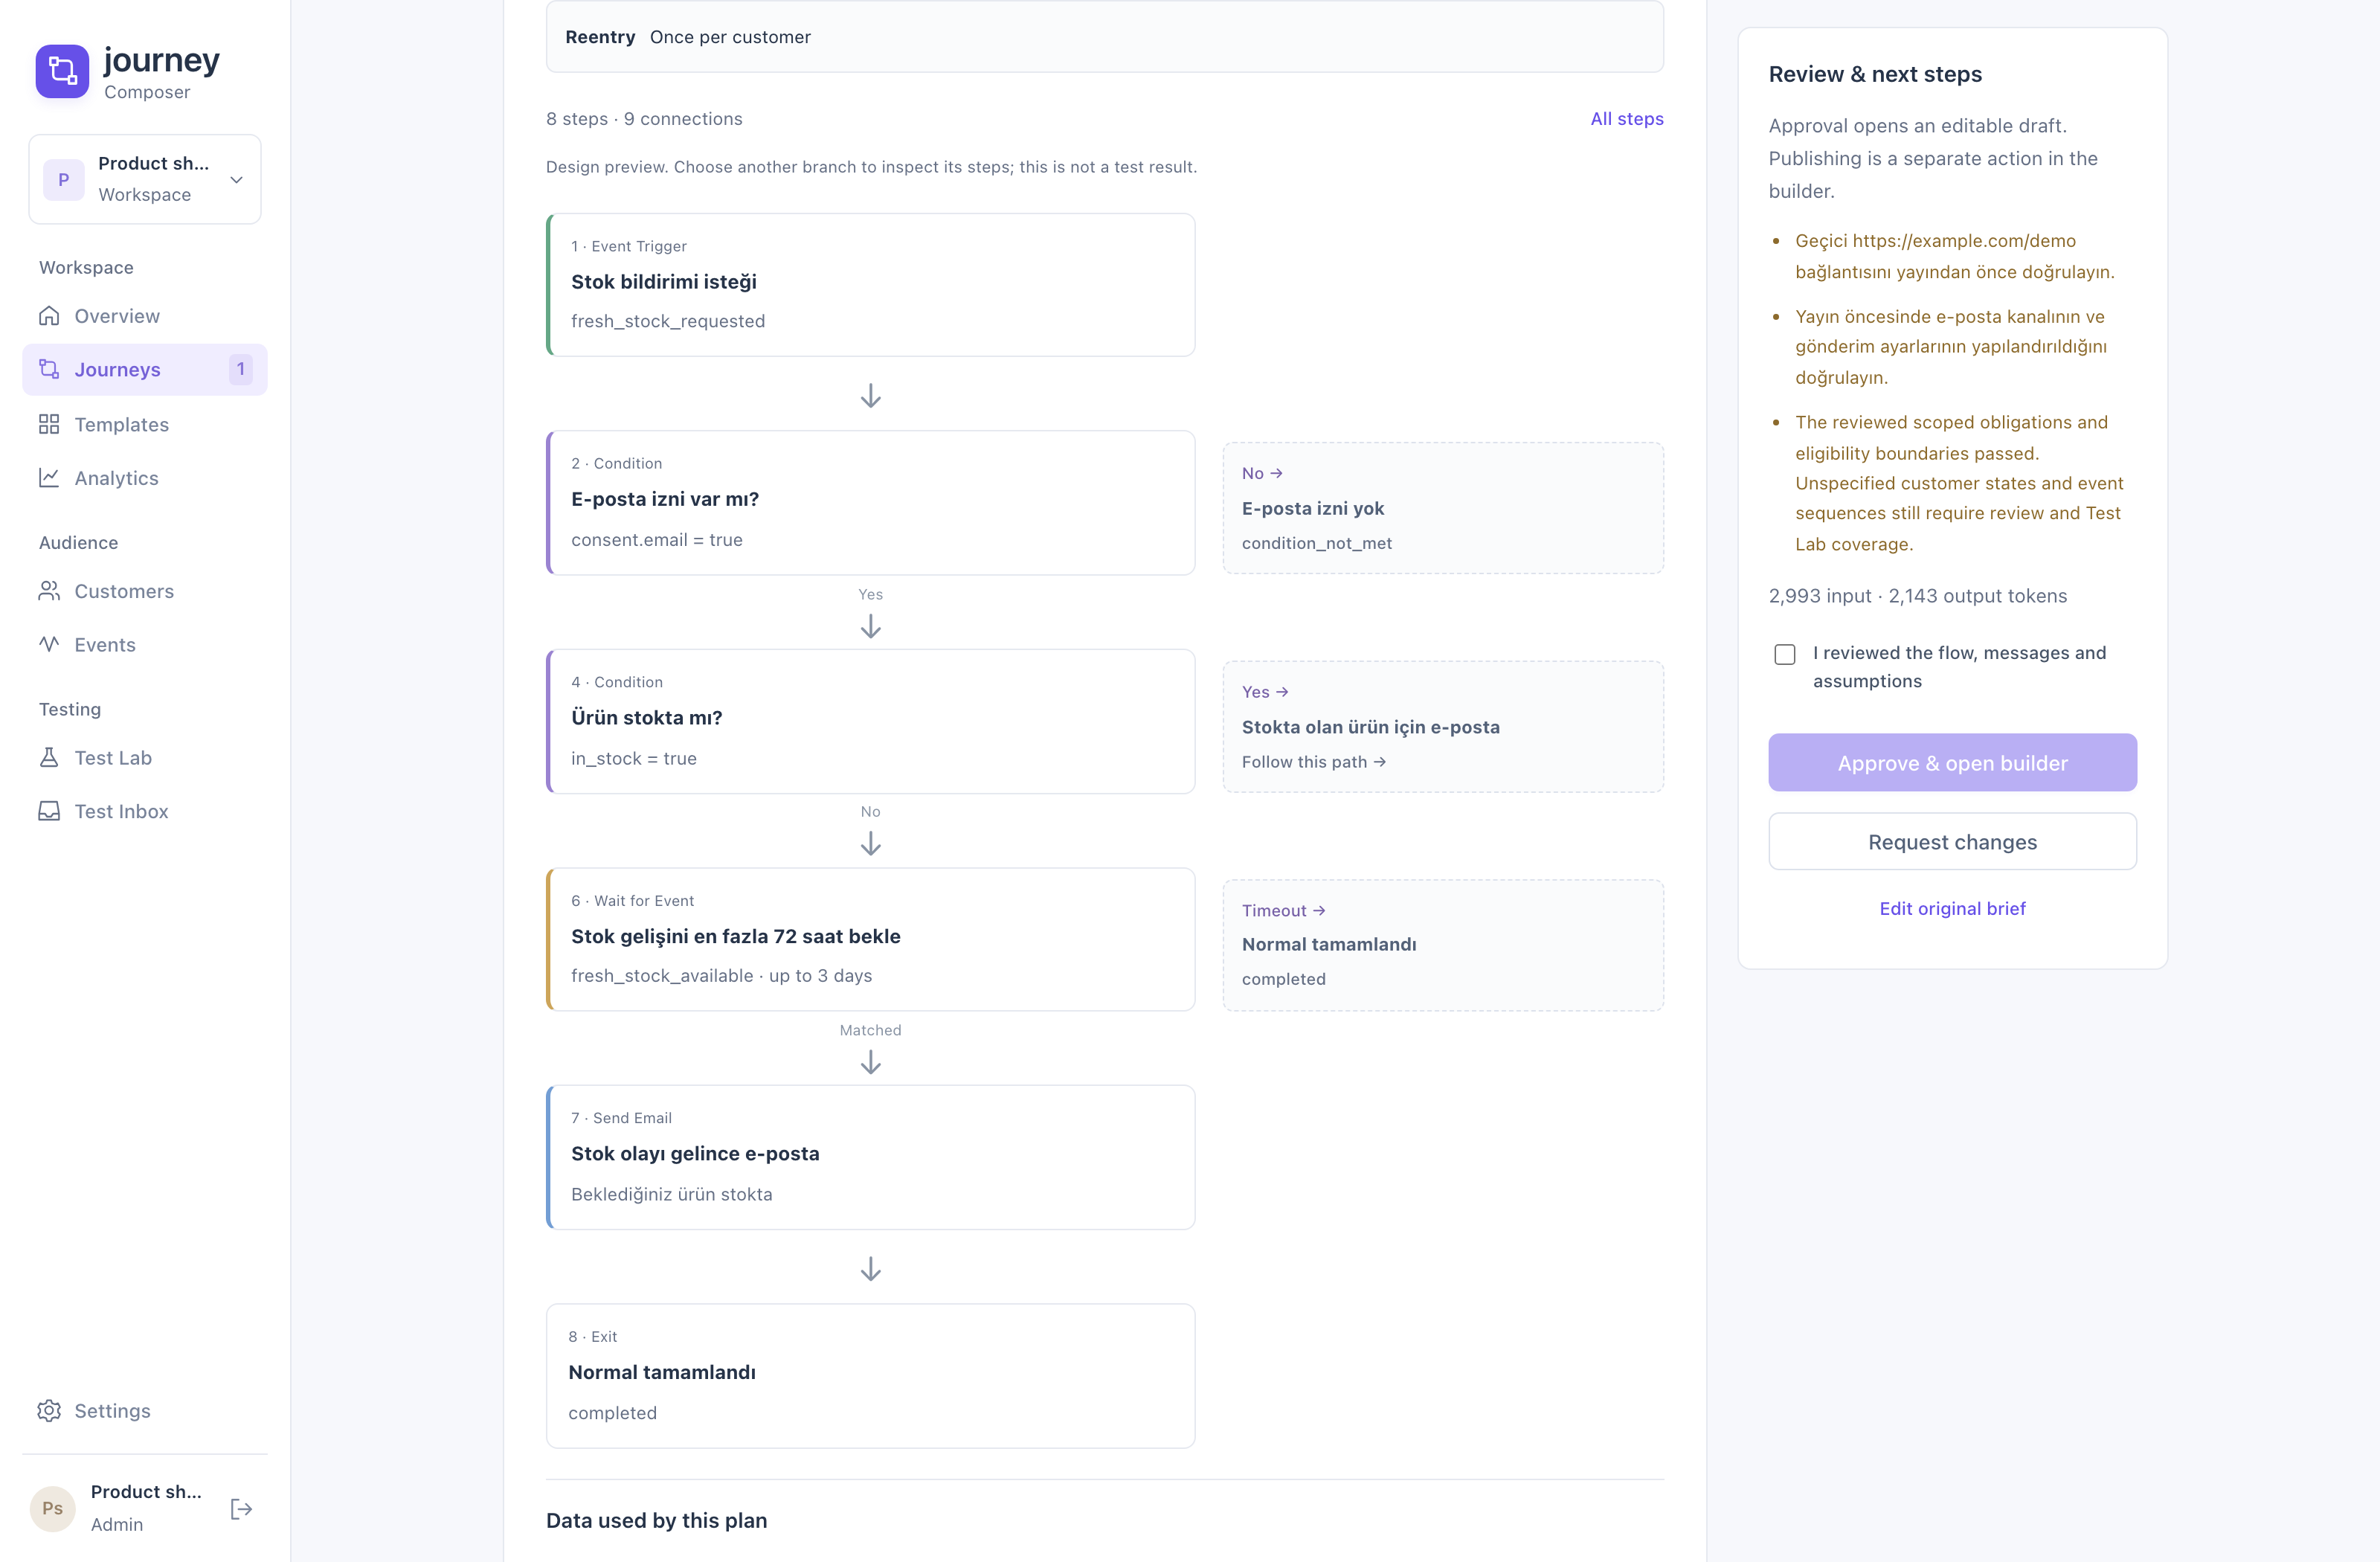 journey
Composer
P
Product sh...
Workspace
Workspace
Overview
Journeys
1
Templates
Analytics
Audience
Customers
Events
Testing
Test Lab
Test Inbox
Settings
Ps
Product sh...
Admin
Reentry Once per customer
8 steps · 9 connections
All steps
Design preview. Choose another branch to inspect its steps; this is not a test result.
1 · Event Trigger
Stok bildirimi isteği
fresh_stock_requested
2 · Condition
E-posta izni var mı?
consent.email = true
No →
E-posta izni yok
condition_not_met
Yes
4 · Condition
Ürün stokta mı?
in_stock = true
Yes →
Stokta olan ürün için e-posta
Follow this path →
No
6 · Wait for Event
Stok gelişini en fazla 72 saat bekle
fresh_stock_available · up to 3 days
Timeout →
Normal tamamlandı
completed
Matched
7 · Send Email
Stok olayı gelince e-posta
Beklediğiniz ürün stokta
8 · Exit
Normal tamamlandı
completed
Data used by this plan
Review & next steps
Approval opens an editable draft.
Publishing is a separate action in the
builder.
• Geçici https://example.com/demo
bağlantısını yayından önce doğrulayın.
• Yayın öncesinde e-posta kanalının ve
gönderim ayarlarının yapılandırıldığını
doğrulayın.
• The reviewed scoped obligations and
eligibility boundaries passed.
Unspecified customer states and event
sequences still require review and Test
Lab coverage.
2,993 input · 2,143 output tokens
I reviewed the flow, messages and
assumptions
Approve & open builder
Request changes
Edit original brief